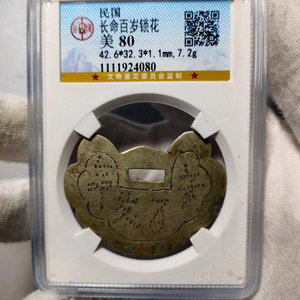 民国
长命百岁锁花
美 80
42.6*32.3*1.1mm,7.2g
1111924080
★ 文物鉴定委员会监制 ★